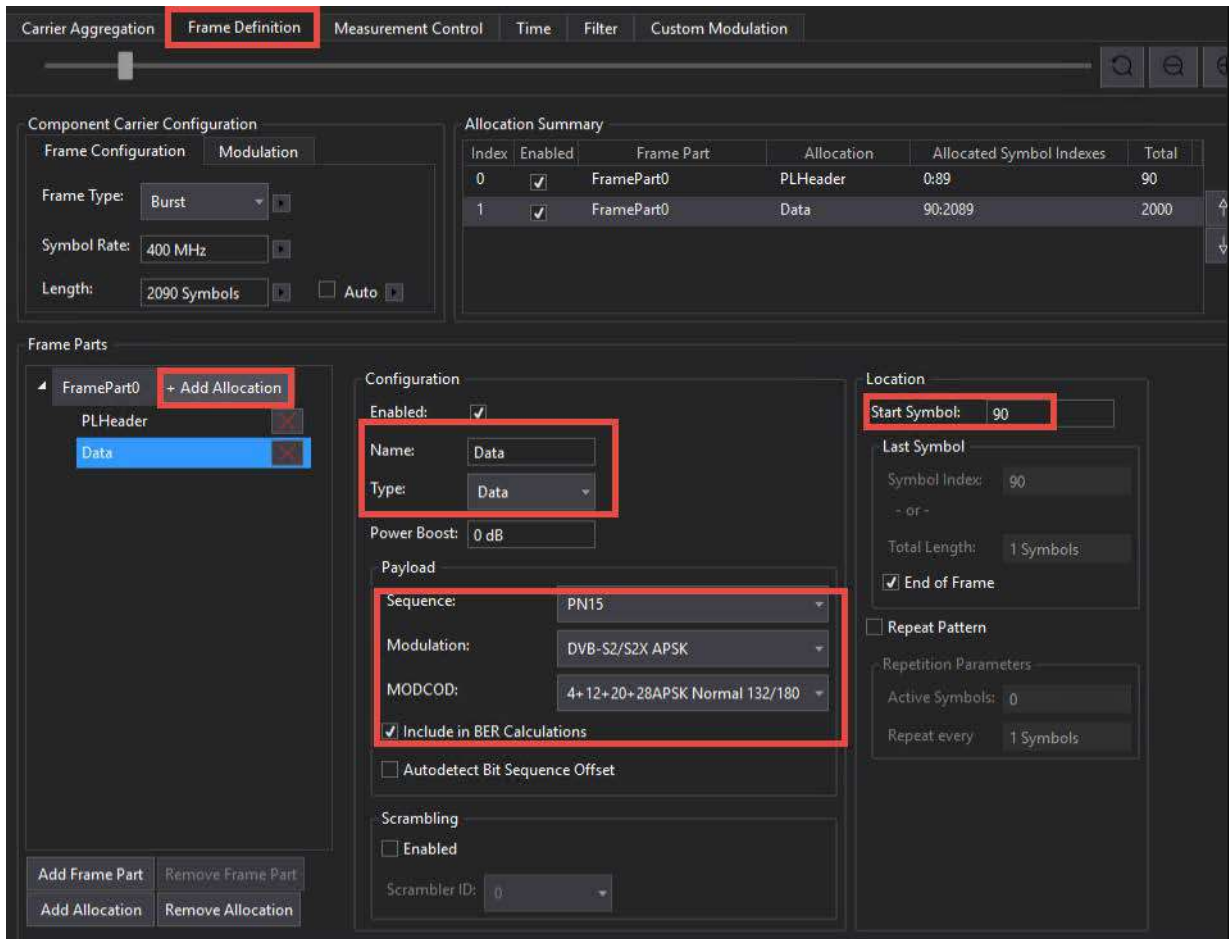 Carrier Aggregation Frame Definition Measurement Control Time Filter Custom Modulation
Component Carrier Configuration
Frame Configuration Modulation
Frame Type: Burst
Symbol Rate: 400 MHz
Length: 2090 Symbols Auto
Allocation Summary
Index Enabled Frame Part Allocation Allocated Symbol Indexes Total
0 FramePart0 PLHeader 0:89 90
1 FramePart0 Data 90:2089 2000
Frame Parts
FramePart0 + Add Allocation
PLHeader
Data
Add Frame Part Remove Frame Part
Add Allocation Remove Allocation
Configuration
Enabled:
Name: Data
Type: Data
Power Boost: 0 dB
Payload
Sequence: PN15
Modulation: DVB-S2/S2X APSK
MODCOD: 4+12+20+28APSK Normal 132/180
Include in BER Calculations
Autodetect Bit Sequence Offset
Scrambling
Enabled
Scrambler ID: 0
Location
Start Symbol: 90
Last Symbol
Symbol Index: 90
- or -
Total Length: 1 Symbols
End of Frame
Repeat Pattern
Repetition Parameters
Active Symbols: 0
Repeat every 1 Symbols